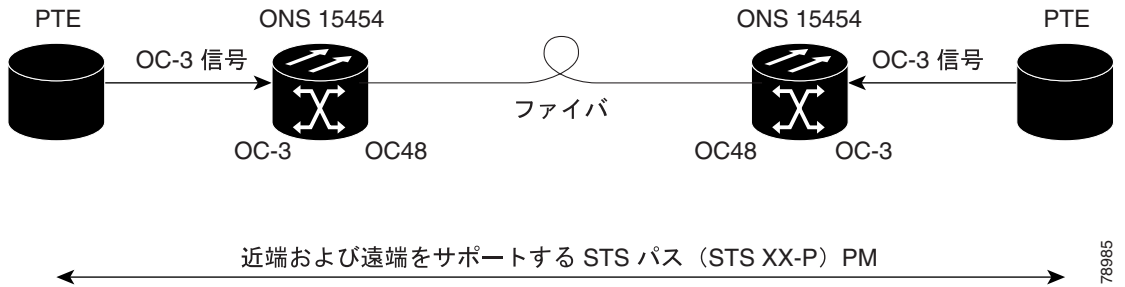 PTE
ONS 15454
ONS 15454
PTE
OC-3 信号
OC-3 信号
ファイバ
OC-3
OC48
OC48
OC-3
近端および遠端をサポートする STS パス（STS XX-P）PM
78985